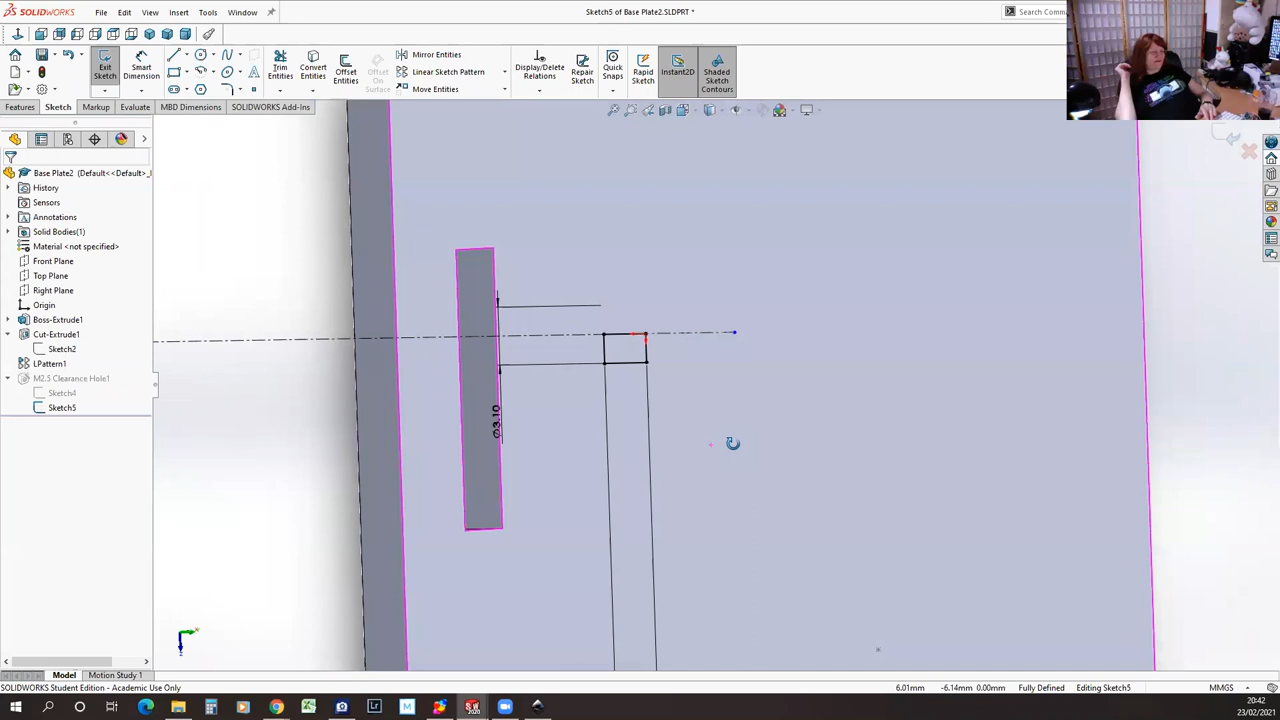 SOLIDWORKS
File Edit View Insert Tools Window
Sketch5 of Base Plate2.SLDPRT *
Search Comm
Exit Sketch
Smart Dimension
Trim Entities
Convert Entities
Offset Entities
Offset On Surface
Mirror Entities
Linear Sketch Pattern
Move Entities
Display/Delete Relations
Repair Sketch
Quick Snaps
Rapid Sketch
Instant2D
Shaded Sketch Contours
Features Sketch Markup Evaluate MBD Dimensions SOLIDWORKS Add-Ins
Base Plate2 (Default<<Default>_I
History
Sensors
Annotations
Solid Bodies(1)
Material <not specified>
Front Plane
Top Plane
Right Plane
Origin
Boss-Extrude1
Cut-Extrude1
Sketch2
LPattern1
M2.5 Clearance Hole1
Sketch4
Sketch5
Ø3.10
Model Motion Study 1
SOLIDWORKS Student Edition - Academic Use Only
6.01mm -6.14mm 0.00mm Fully Defined Editing Sketch5 MMGS
20:42
23/02/2021